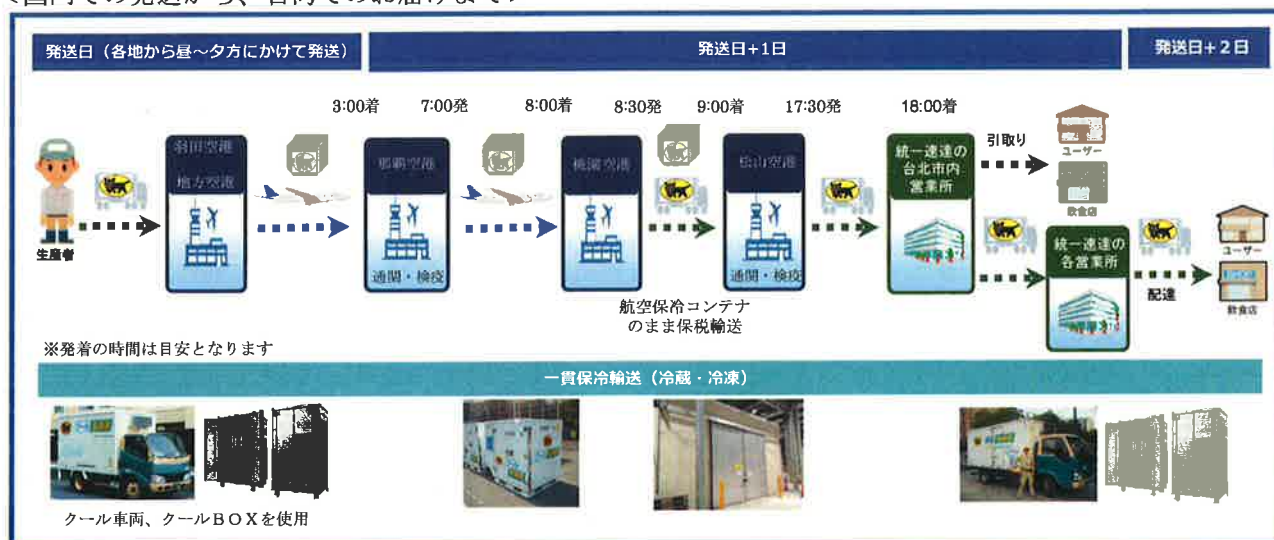 発送日（各地から昼～夕方にかけて発送）
発送日+1日
発送日+２日
3:00着
7:00発
8:00着
8:30発
9:00着
17:30発
18:00着
生産者
羽田空港
地方空港
那覇空港
通関・検疫
桃園空港
松山空港
通関・検疫
統一速達の
台北市内
営業所
引取り
ユーザー
飲食店
統一速達の
各営業所
配達
ユーザー
飲食店
航空保冷コンテナ
のまま保税輸送
※発着の時間は目安となります
一貫保冷輸送（冷蔵・冷凍）
クール車両、クールＢＯＸを使用